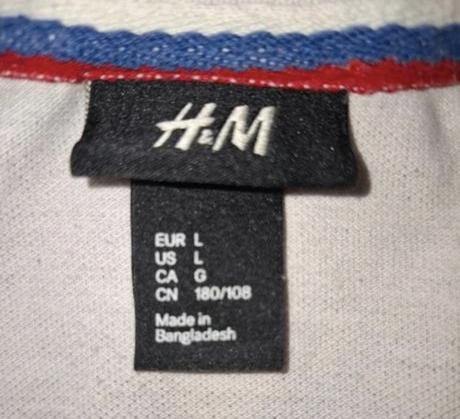 H&M
EUR L
US L
CA G
CN 180/108
Made in
Bangladesh